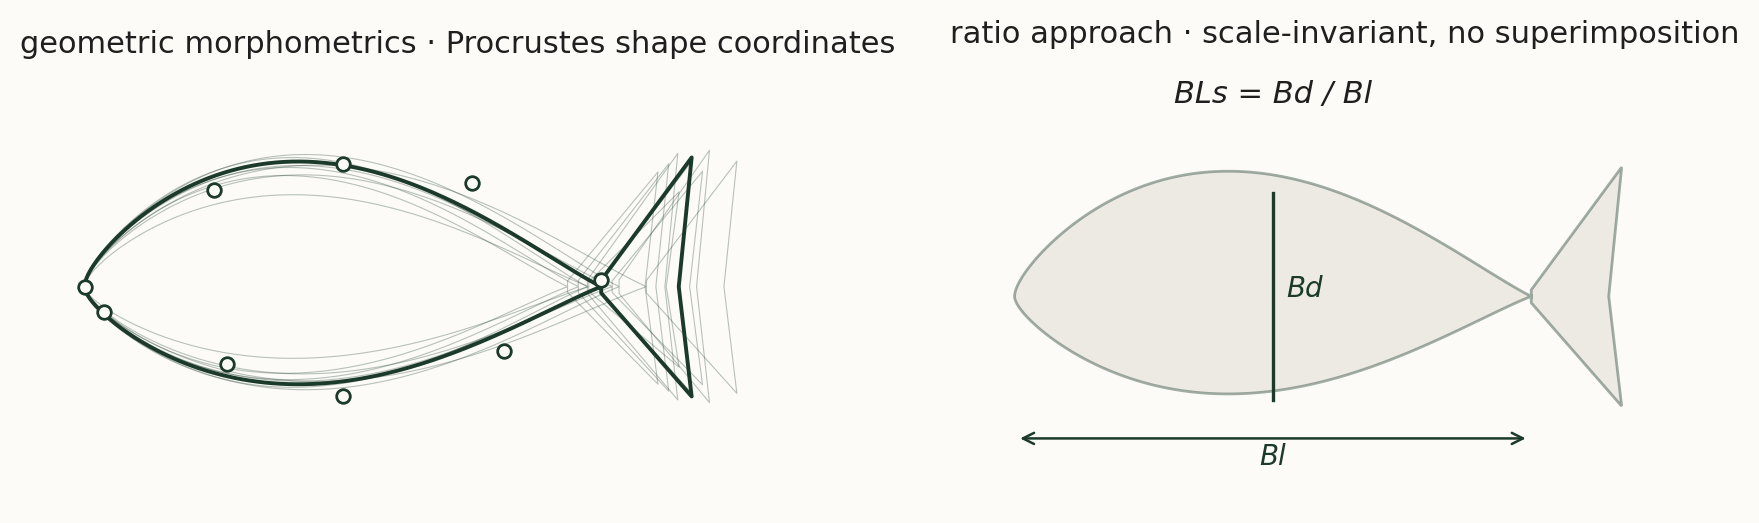 geometric morphometrics · Procrustes shape coordinates
ratio approach · scale-invariant, no superimposition
BLs = Bd / Bl
Bd
Bl